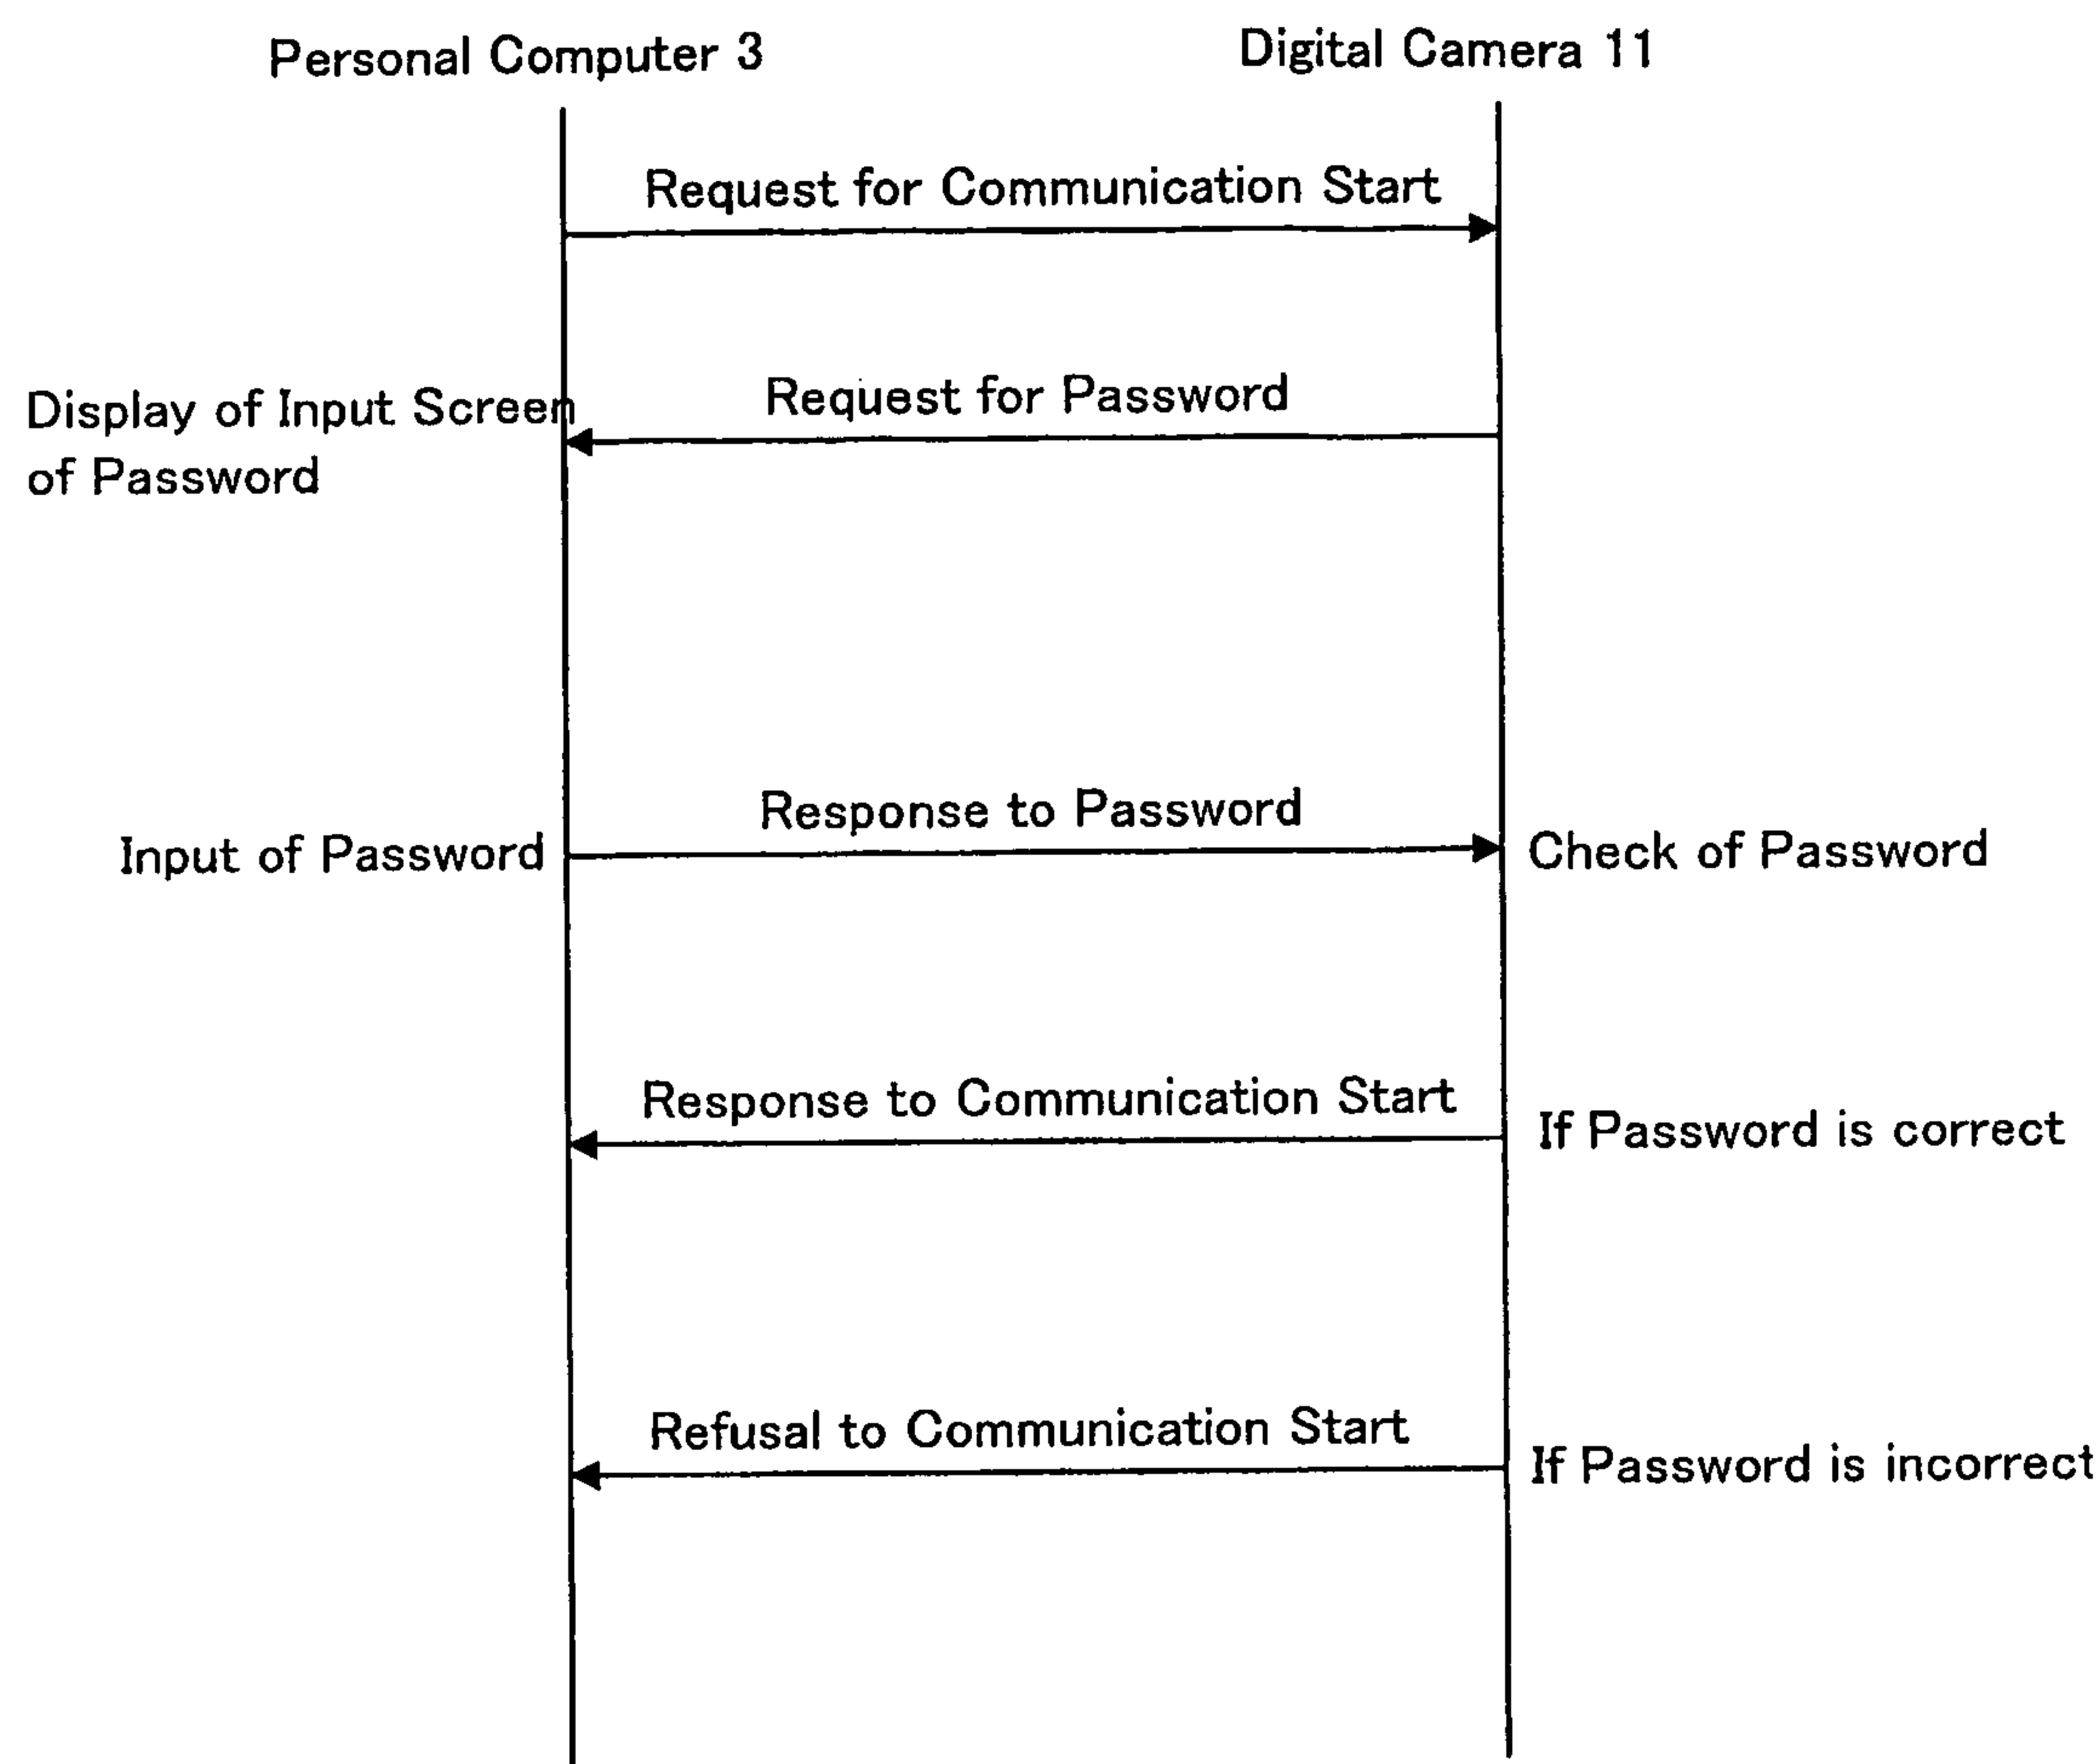 Personal Computer 3
Digital Camera 11
Request for Communication Start
Request for Password
Display of Input Screen
of Password
Response to Password
Input of Password
Check of Password
Response to Communication Start
If Password is correct
Refusal to Communication Start
If Password is incorrect